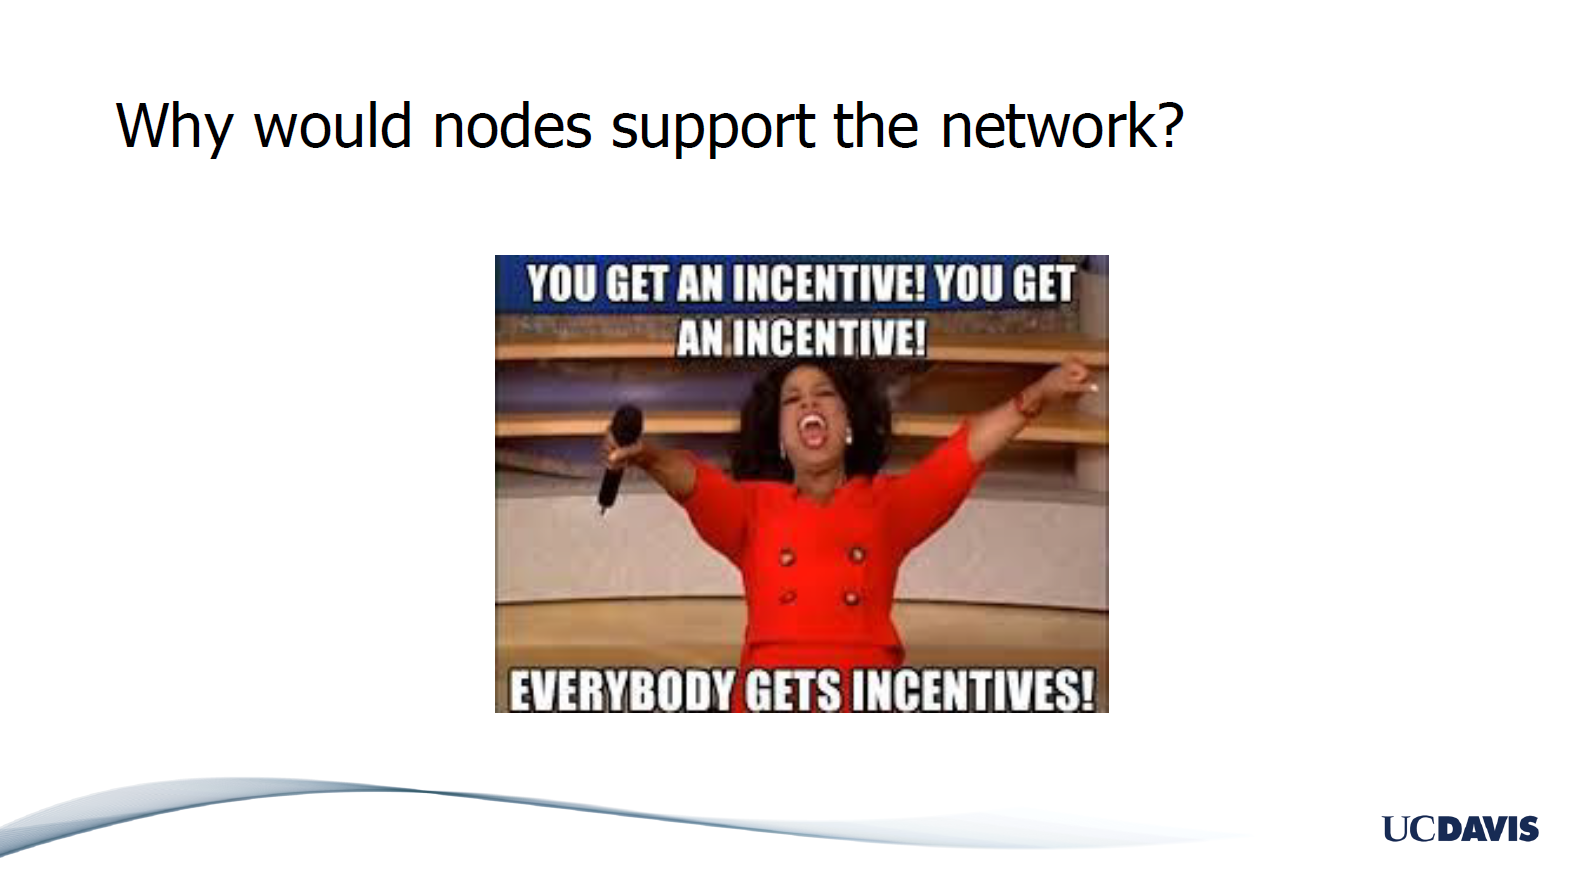 Why would nodes support the network?
YOU GET AN INCENTIVE! YOU GET
AN INCENTIVE!
EVERYBODY GETS INCENTIVES!
UCDAVIS